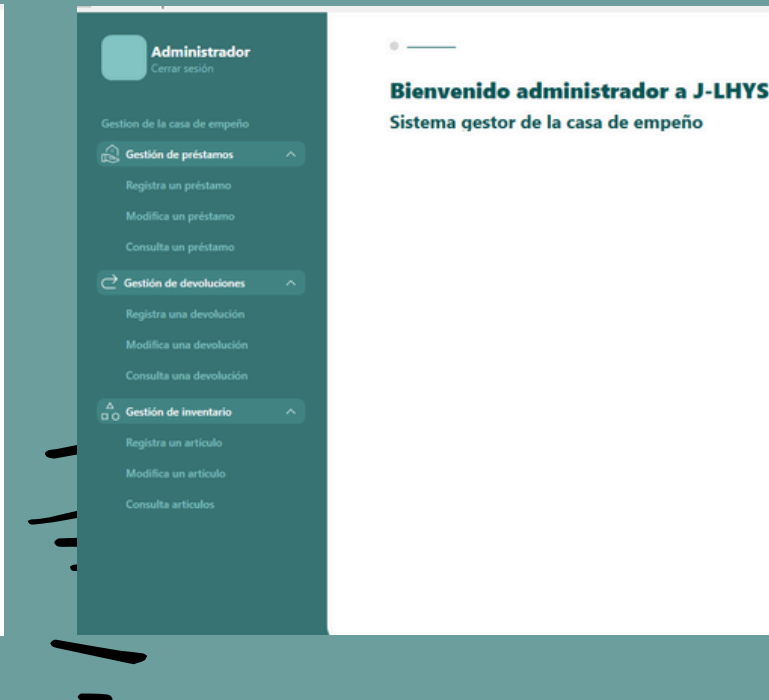 Administrador
Cerrar sesión
Gestion de la casa de empeño
Gestión de préstamos
Registra un préstamo
Modifica un préstamo
Consulta un préstamo
Gestión de devoluciones
Registra una devolución
Modifica una devolución
Consulta una devolución
Gestión de inventario
Registra un artículo
Modifica un artículo
Consulta artículos
Bienvenido administrador a J-LHYS
Sistema gestor de la casa de empeño